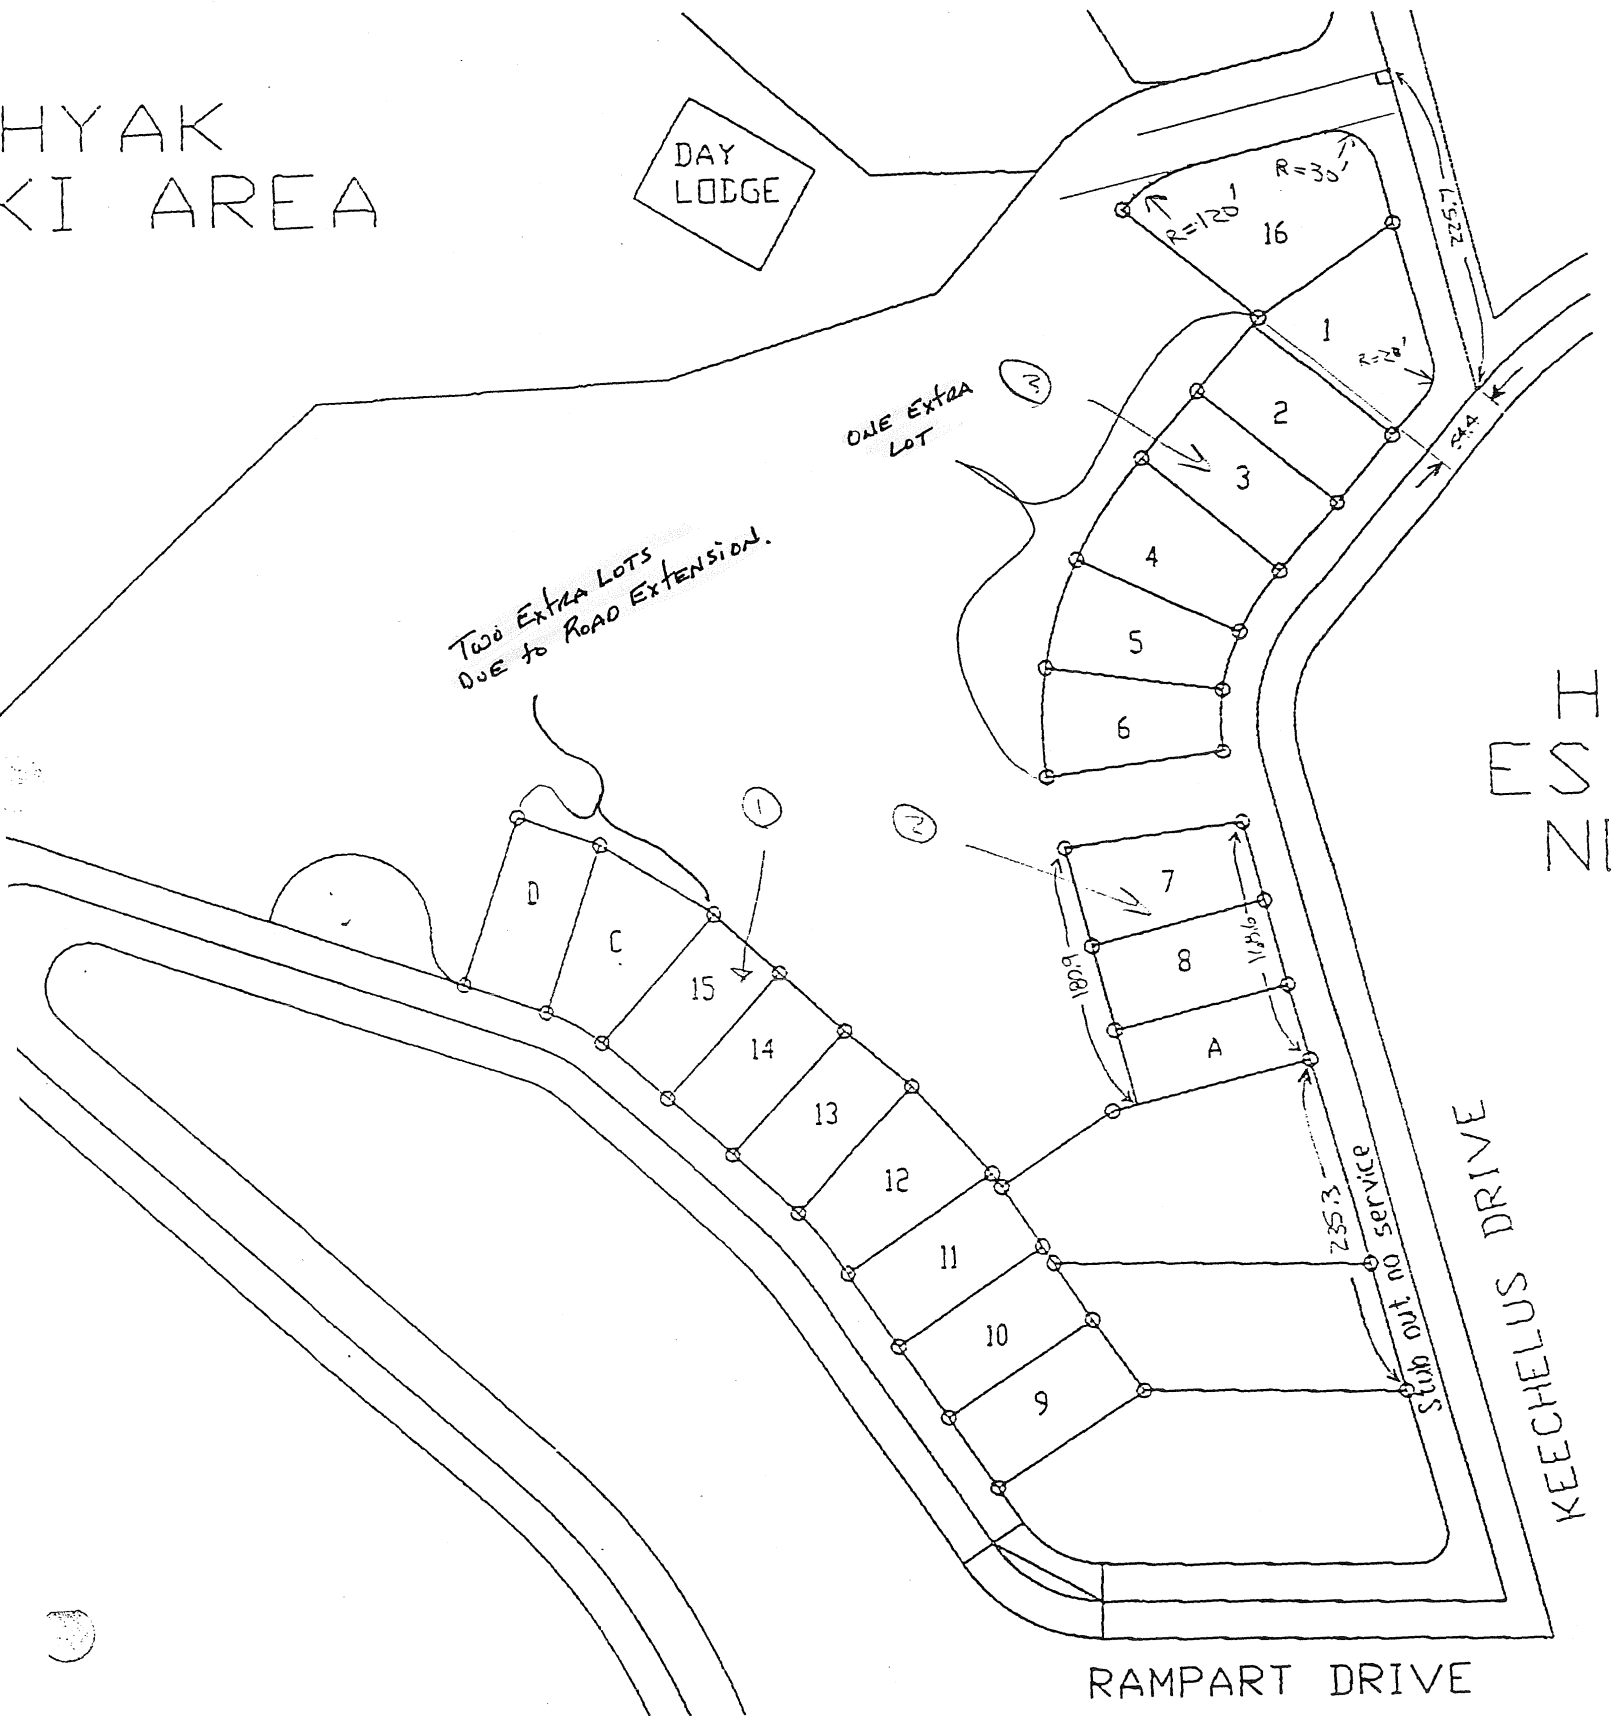 HYAK
KI AREA
DAY
LODGE
R=30'
R=120'
16
225.7
1
R=20'
54.4
ONE EXTRA
LOT
3
2
3
4
5
6
TWO EXTRA LOTS
DUE to ROAD EXTENSION.
H
ES
1
2
7
8
A
180.9
168.6
D
C
15
14
13
12
11
10
9
235.3
Stub out no service
KEECHELUS DRIVE
RAMPART DRIVE